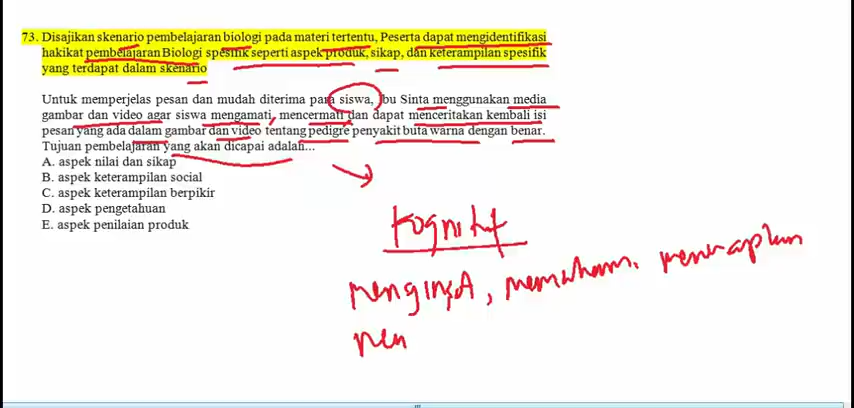 73. Disajikan skenario pembelajaran biologi pada materi tertentu, Peserta dapat mengidentifikasi
hakikat pembelajaran Biologi spesifik seperti aspek produk, sikap, dan keterampilan spesifik
yang terdapat dalam skenario
Untuk memperjelas pesan dan mudah diterima para siswa, Ibu Sinta menggunakan media
gambar dan video agar siswa mengamati, mencermati dan dapat menceritakan kembali isi
pesan yang ada dalam gambar dan video tentang pedigre penyakit buta warna dengan benar.
Tujuan pembelajaran yang akan dicapai adalah...
A. aspek nilai dan sikap
B. aspek keterampilan social
C. aspek keterampilan berpikir
D. aspek pengetahuan
E. aspek penilaian produk
kognitif
mengingat, memahami, menerapkan
men